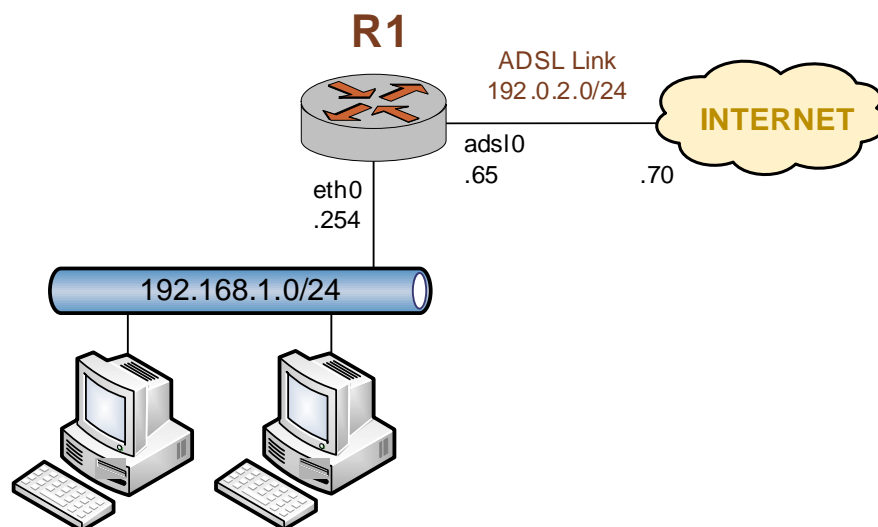 R1
ADSL Link
192.0.2.0/24
INTERNET
adsl0
.65
.70
eth0
.254
192.168.1.0/24